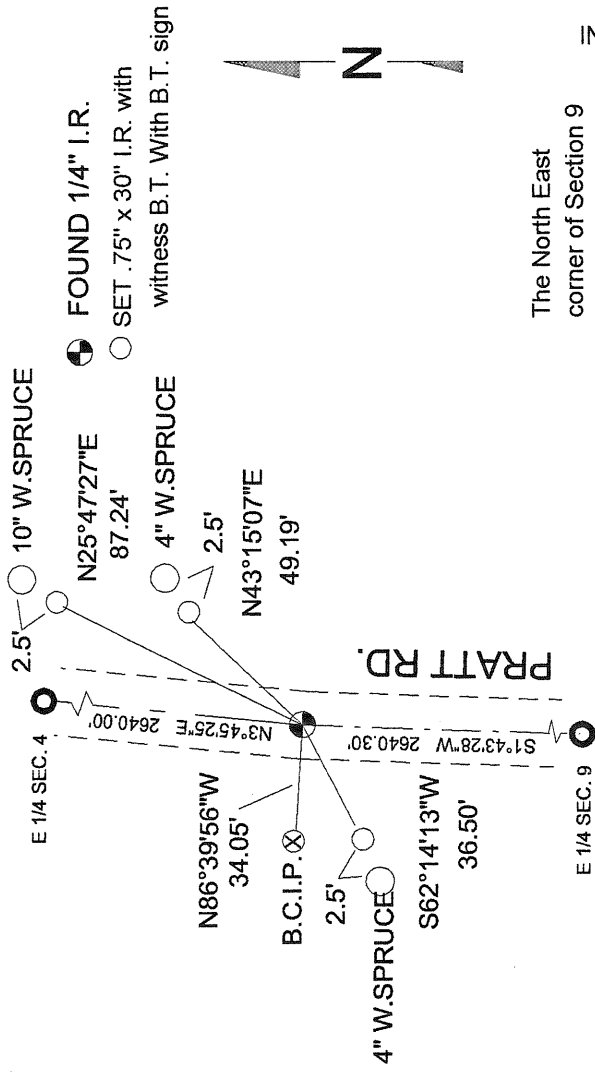 E 1/4 SEC. 4
2.5'
10" W.SPRUCE
N25°47'27"E
87.24'
4" W.SPRUCE
2.5'
N43°15'07"E
49.19'
FOUND 1/4" I.R.
SET .75" x 30" I.R. with
witness B.T. With B.T. sign
N
N3°45'25"E 2640.00'
PRATT RD.
S1°43'28"W 2640.30'
N86°39'56"W
34.05'
B.C.I.P. X
2.5'
4" W.SPRUCE
S62°14'13"W
36.50'
E 1/4 SEC. 9
The North East
corner of Section 9